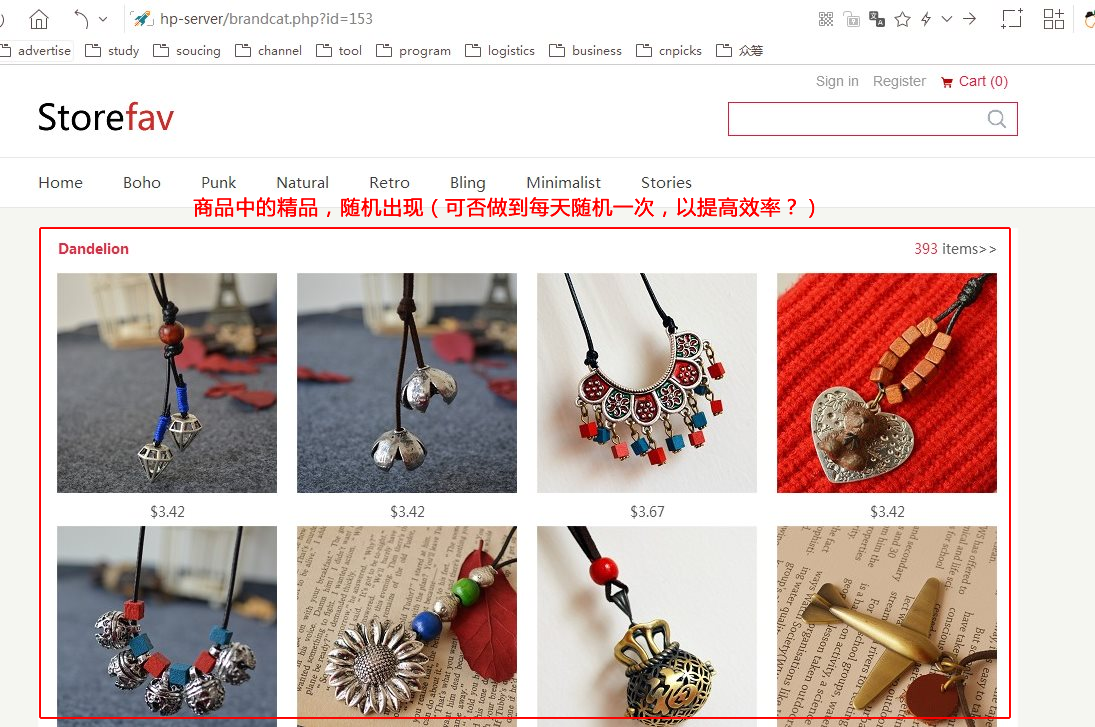 hp-server/brandcat.php?id=153
advertise study soucing channel tool program logistics business cnpicks 众筹
Sign in Register Cart (0)
Storefav
Home Boho Punk Natural Retro Bling Minimalist Stories
商品中的精品，随机出现（可否做到每天随机一次，以提高效率？）
Dandelion 393 items>>
$3.42 $3.42 $3.67 $3.42